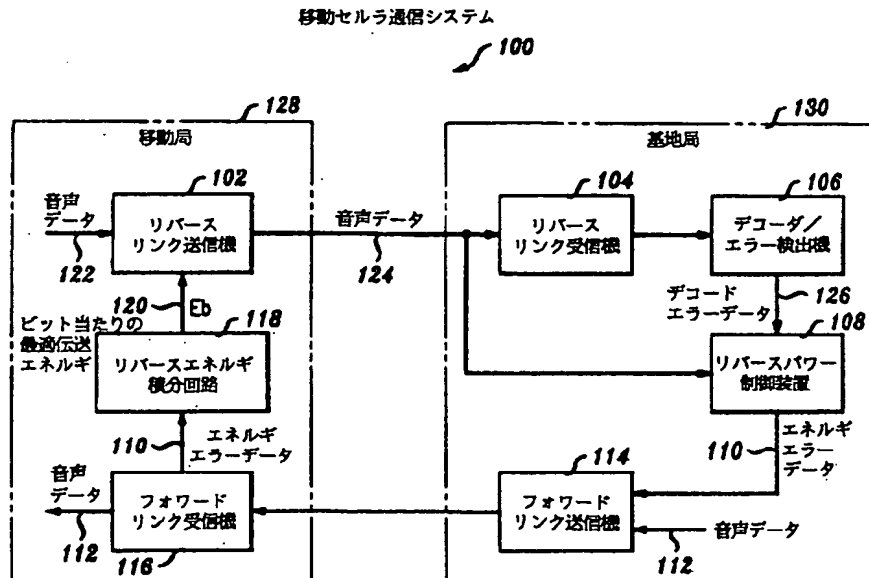 移動セルラ通信システム
100
128
130
移動局
基地局
102
104
106
音声
データ
122
リバース
リンク送信機
音声データ
124
リバース
リンク受信機
デコーダ/
エラー検出機
120
Eb
118
デコード
エラーデータ
126
108
ビット当たりの
最適伝送
エネルギ
リバースエネルギ
積分回路
リバースパワー
制御装置
110
エネルギ
エラーデータ
114
110
エネルギ
エラー
データ
音声
データ
112
フォワード
リンク受信機
116
フォワード
リンク送信機
音声データ
112